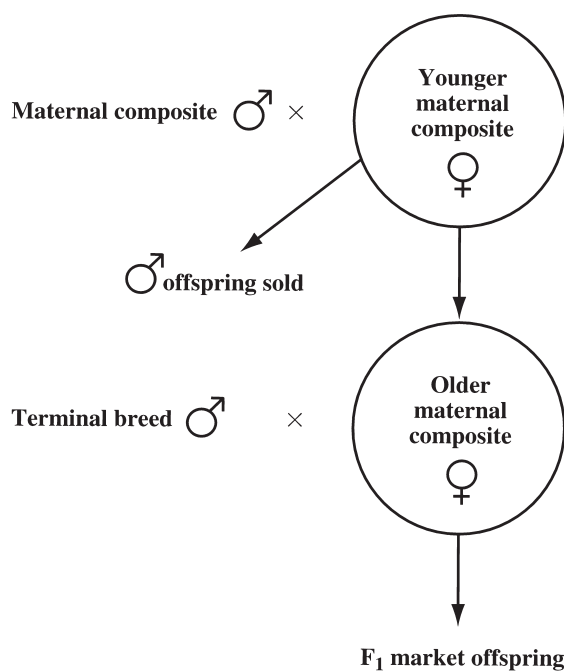 Younger
maternal
composite
♀
Maternal composite ♂ ×
♂ offspring sold
Older
maternal
composite
♀
Terminal breed ♂ ×
F₁ market offspring